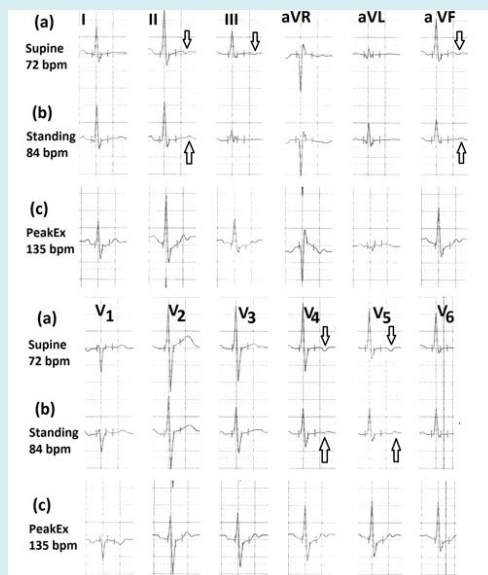 (a) I II III aVR aVL aVF
Supine
72 bpm
(b)
Standing
84 bpm
(c)
PeakEx
135 bpm
(a) V1 V2 V3 V4 V5 V6
Supine
72 bpm
(b)
Standing
84 bpm
(c)
PeakEx
135 bpm